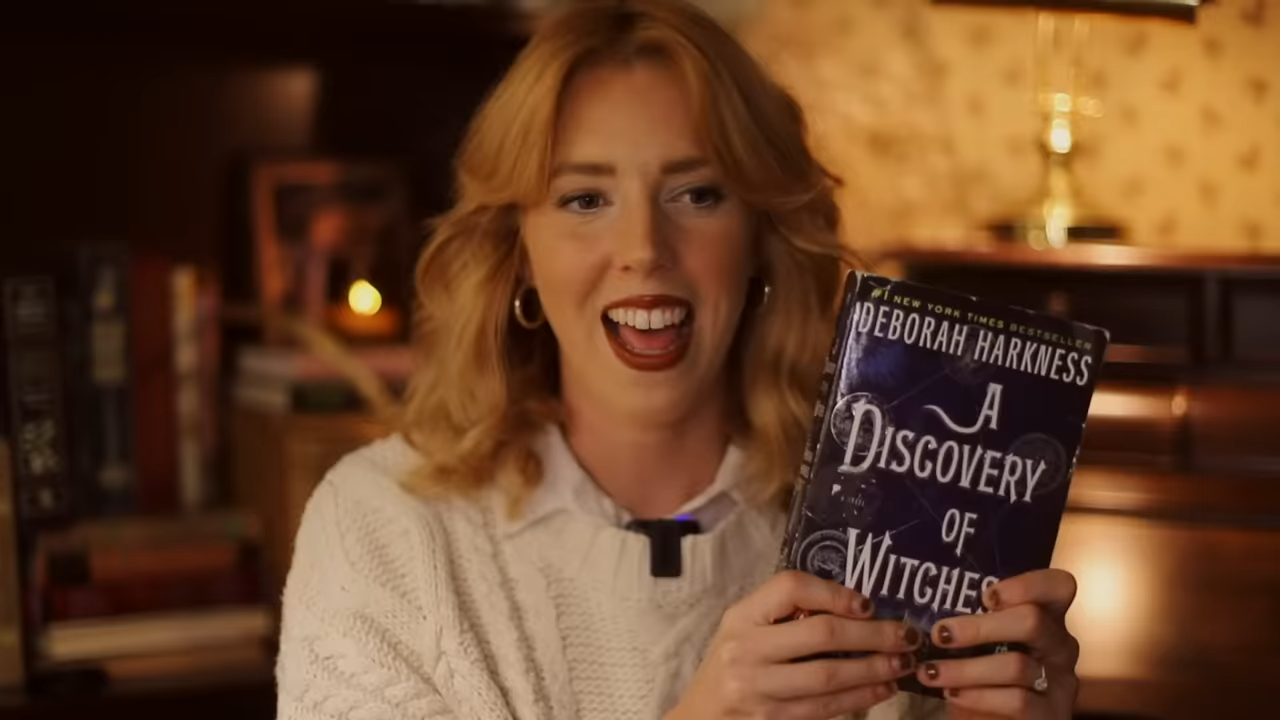 #1 NEW YORK TIMES BESTSELLER
DEBORAH HARKNESS
A
DISCOVERY
OF
WITCHES